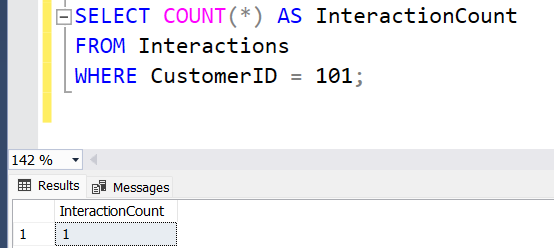 SELECT COUNT(*) AS InteractionCount
FROM Interactions
WHERE CustomerID = 101;
142 %
Results Messages
InteractionCount
1 1